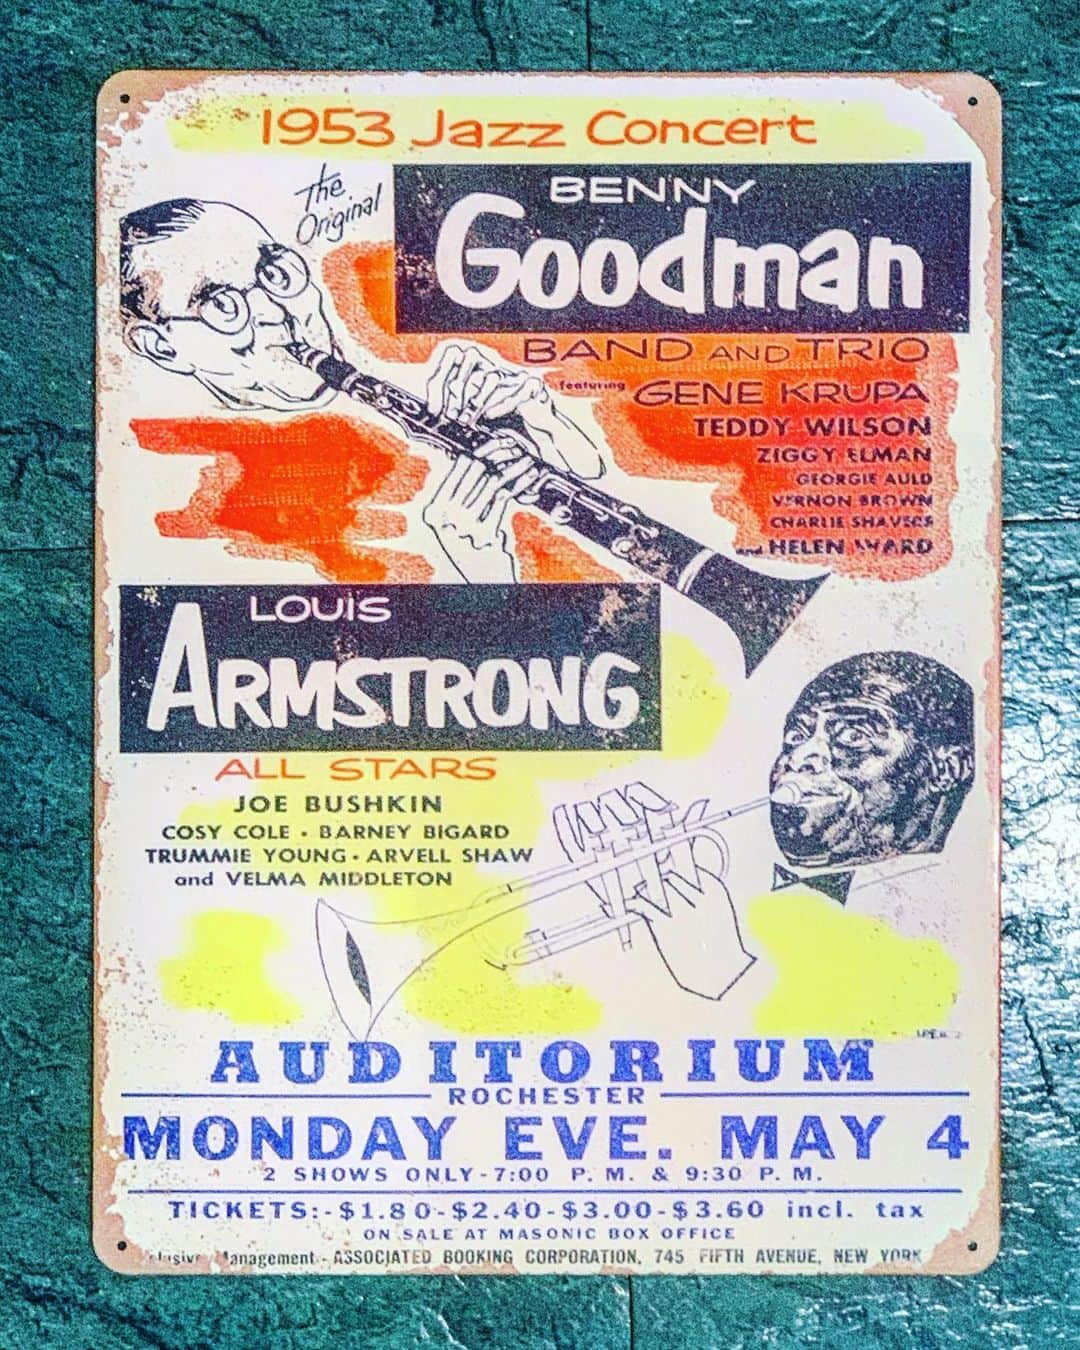 1953 Jazz Concert
The
Original
BENNY
Goodman
BAND AND TRIO
featuring GENE KRUPA
TEDDY WILSON
ZIGGY ELMAN
GEORGIE AULD
VERNON BROWN
CHARLIE SHAVERS
and HELEN WARD
LOUIS
ARMSTRONG
ALL STARS
JOE BUSHKIN
COSY COLE • BARNEY BIGARD
TRUMMIE YOUNG • ARVELL SHAW
and VELMA MIDDLETON
AUDITORIUM
ROCHESTER
MONDAY EVE. MAY 4
2 SHOWS ONLY - 7:00 P. M. & 9:30 P. M.
TICKETS:- $1.80 - $2.40 - $3.00 - $3.60 incl. tax
ON SALE AT MASONIC BOX OFFICE
Management - ASSOCIATED BOOKING CORPORATION, 745 FIFTH AVENUE, NEW YORK